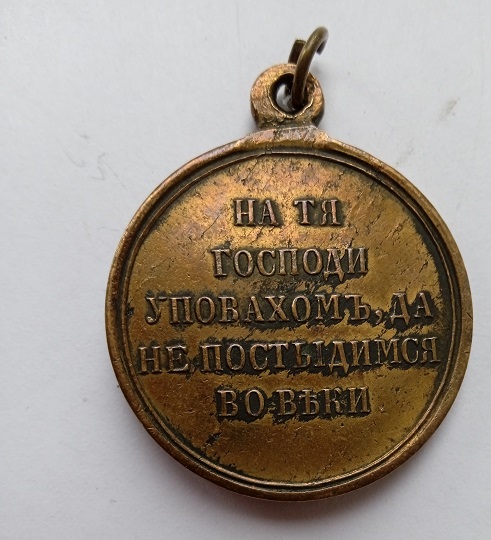 НА ТЯ
ГОСПОДИ
УПОВАХОМЪ, ДА
НЕ ПОСТЫДИМСЯ
ВО ВѢКИ